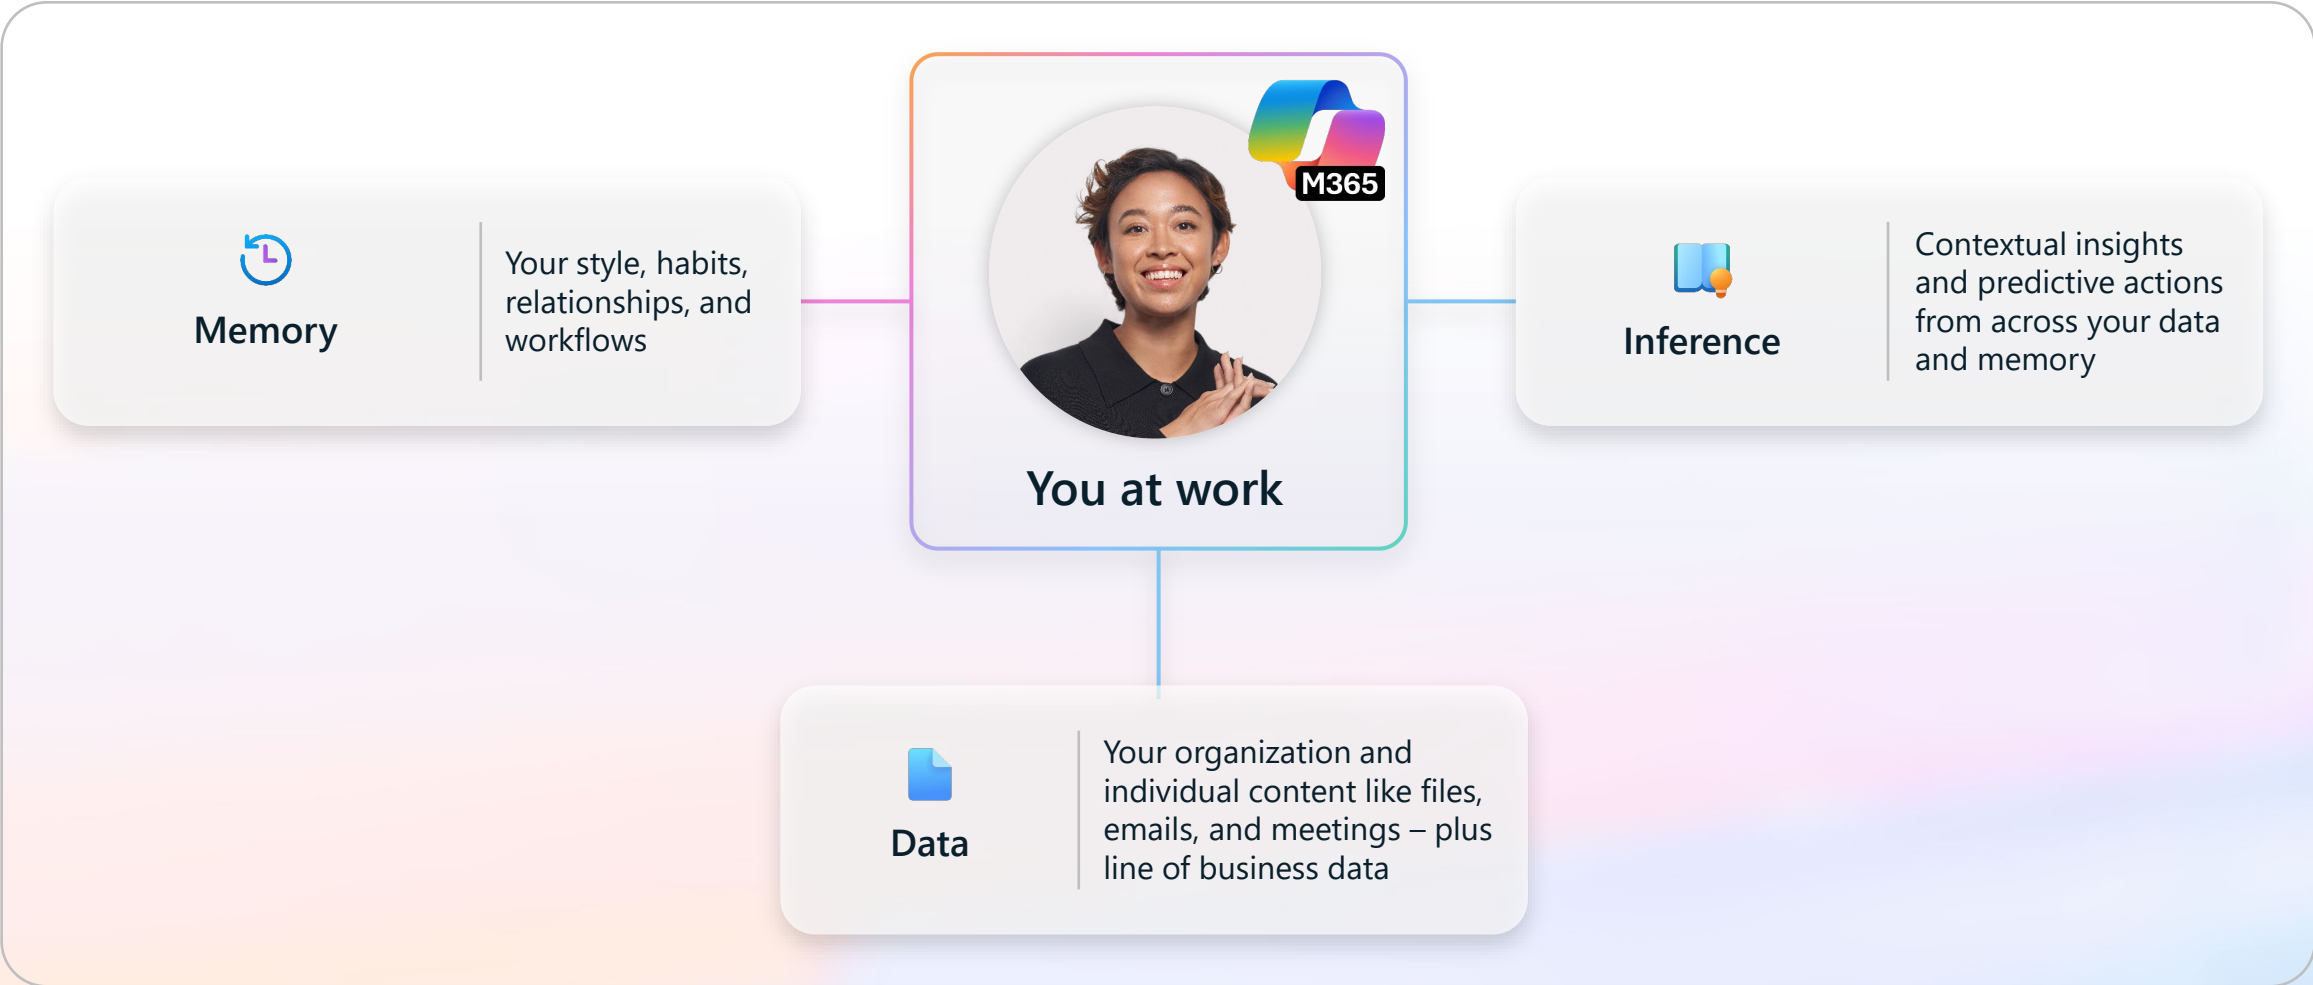 M365
Memory
Your style, habits,
relationships, and
workflows
You at work
Inference
Contextual insights
and predictive actions
from across your data
and memory
Data
Your organization and
individual content like files,
emails, and meetings – plus
line of business data